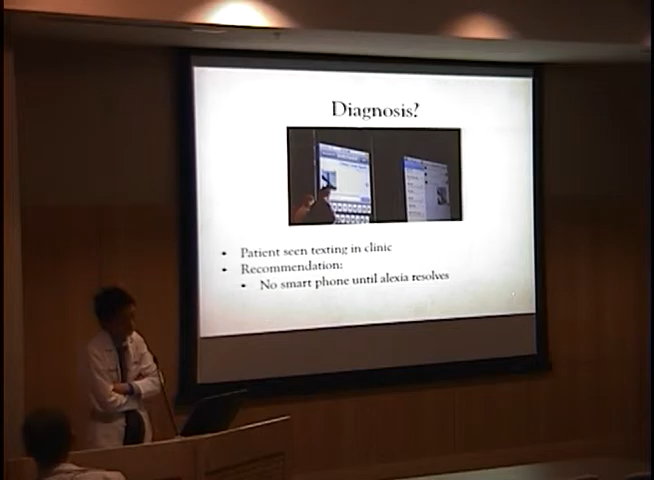 Diagnosis?
• Patient seen texting in clinic
• Recommendation:
• No smart phone until alexia resolves